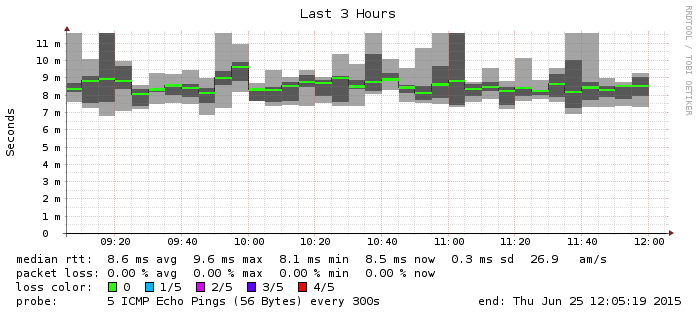 Last 3 Hours
RRDTOOL / TOBI OETIKER
Seconds
11 m
10 m
9 m
8 m
7 m
6 m
5 m
4 m
3 m
2 m
1 m
0
09:20 09:40 10:00 10:20 10:40 11:00 11:20 11:40 12:00
median rtt: 8.6 ms avg 9.6 ms max 8.1 ms min 8.5 ms now 0.3 ms sd 26.9 am/s
packet loss: 0.00 % avg 0.00 % max 0.00 % min 0.00 % now
loss color: 0 1/5 2/5 3/5 4/5
probe: 5 ICMP Echo Pings (56 Bytes) every 300s end: Thu Jun 25 12:05:19 2015